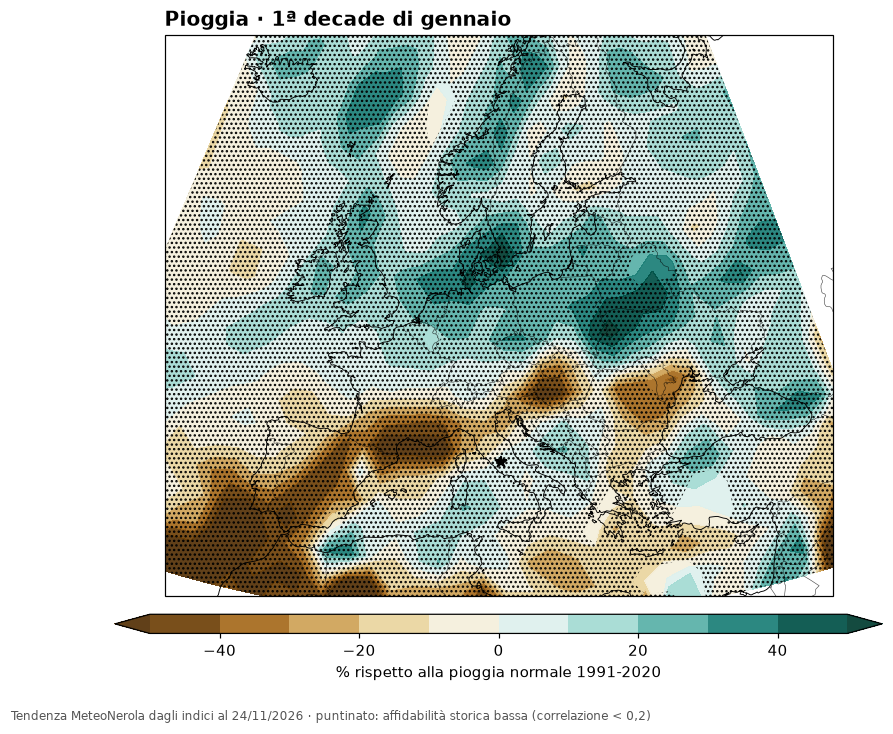 Pioggia · 1ª decade di gennaio
−40 −20 0 20 40
% rispetto alla pioggia normale 1991-2020
Tendenza MeteoNerola dagli indici al 24/11/2026 · puntinato: affidabilità storica bassa (correlazione < 0,2)